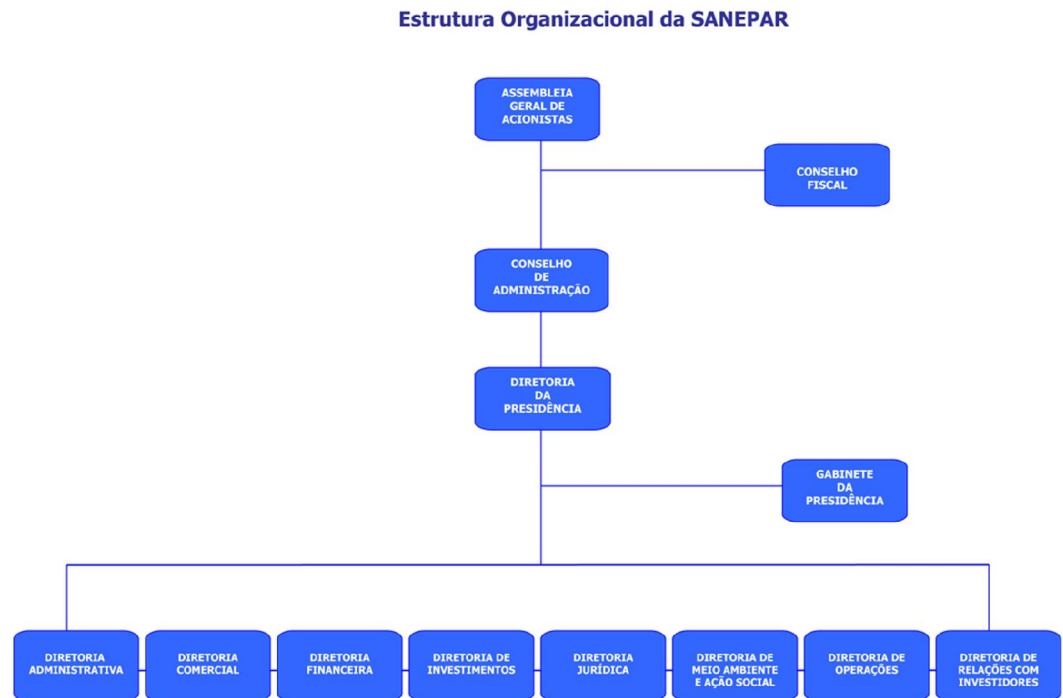 Estrutura Organizacional da SANEPAR
ASSEMBLEIA
GERAL DE
ACIONISTAS
CONSELHO
FISCAL
CONSELHO
DE
ADMINISTRAÇÃO
DIRETORIA
DA
PRESIDÊNCIA
GABINETE
DA
PRESIDÊNCIA
DIRETORIA
ADMINISTRATIVA
DIRETORIA
COMERCIAL
DIRETORIA
FINANCEIRA
DIRETORIA DE
INVESTIMENTOS
DIRETORIA
JURÍDICA
DIRETORIA DE
MEIO AMBIENTE
E AÇÃO SOCIAL
DIRETORIA DE
OPERAÇÕES
DIRETORIA DE
RELAÇÕES COM
INVESTIDORES